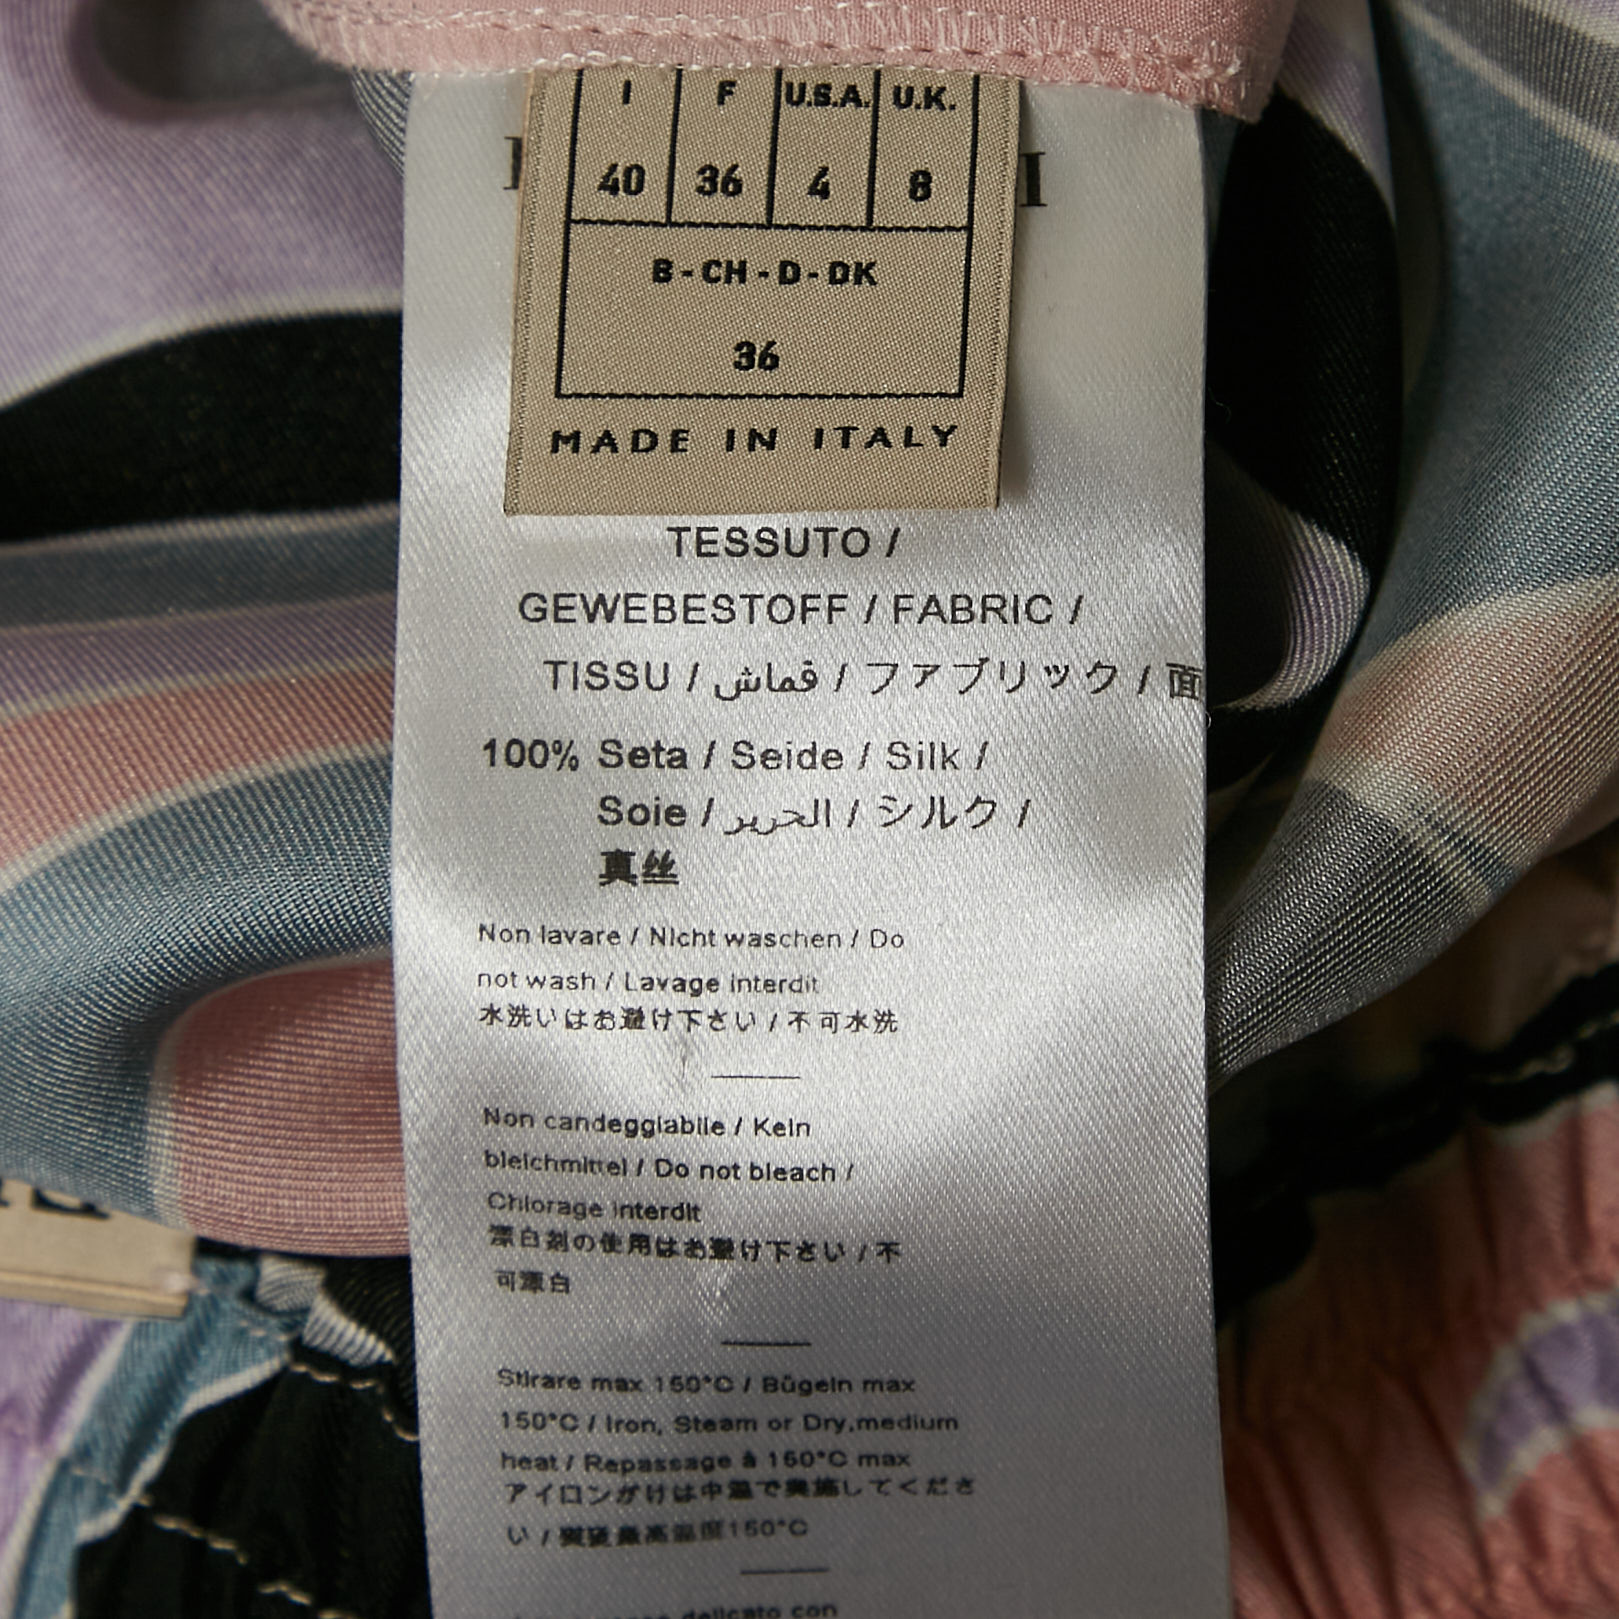 I F U.S.A. U.K.
40 36 4 8
B - CH - D - DK
36
MADE IN ITALY
TESSUTO /
GEWEBESTOFF / FABRIC /
TISSU / قماش / ファブリック / 面
100% Seta / Seide / Silk /
Soie / الحرير / シルク /
真丝
Non lavare / Nicht waschen / Do
not wash / Lavage interdit
水洗いはお避け下さい / 不可水洗
Non candeggiabile / Kein
bleichmittel / Do not bleach /
Chlorage interdit
漂白剤の使用はお避け下さい / 不
可漂白
Stirare max 150°C / Bügeln max
150°C / Iron, Steam or Dry,medium
heat / Repassage à 150°C max
アイロンがけは中温で実施してくださ
い / 熨烫最高温度150°C
delicato con